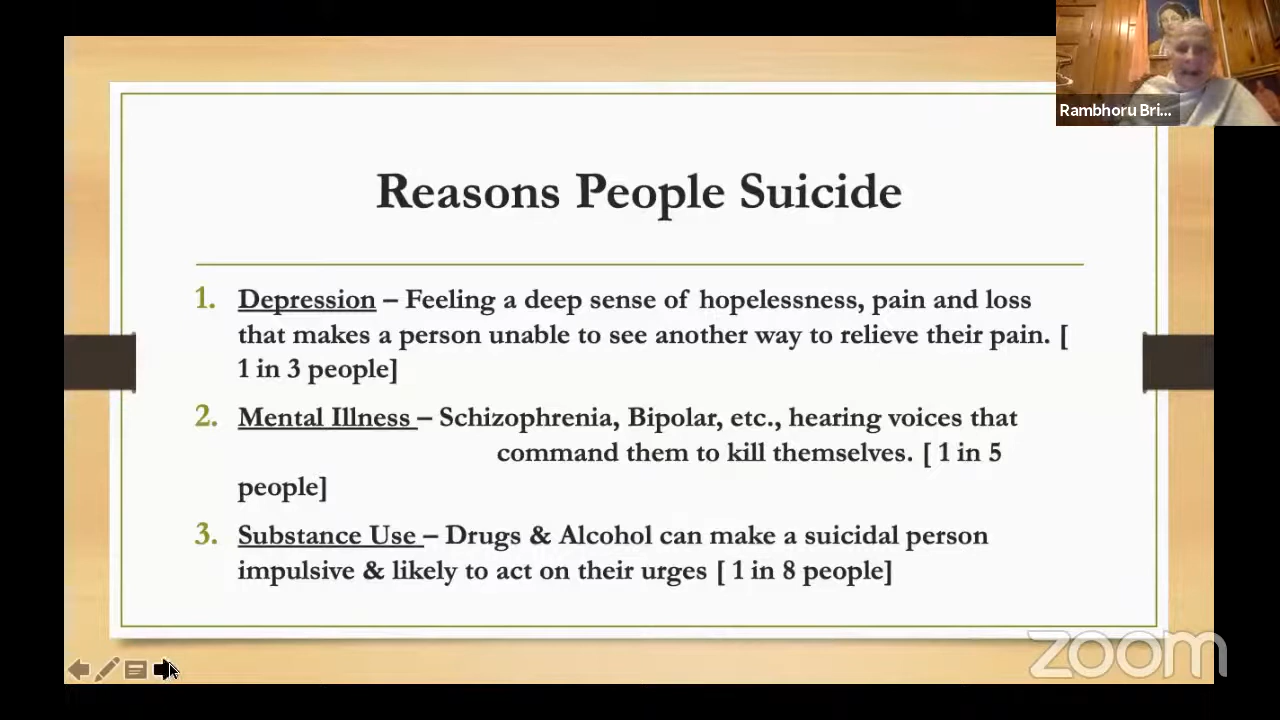 Rambhoru Bri...
Reasons People Suicide
1. Depression – Feeling a deep sense of hopelessness, pain and loss
that makes a person unable to see another way to relieve their pain. [
1 in 3 people]
2. Mental Illness – Schizophrenia, Bipolar, etc., hearing voices that
command them to kill themselves. [ 1 in 5
people]
3. Substance Use – Drugs & Alcohol can make a suicidal person
impulsive & likely to act on their urges [ 1 in 8 people]
zoom